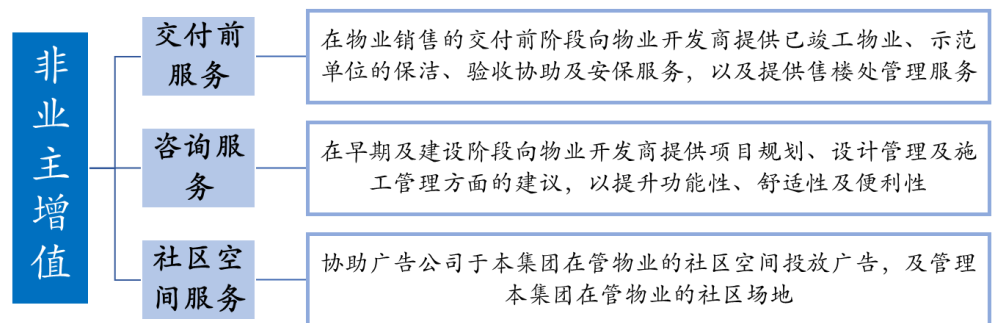 非业主增值
交付前
服务
在物业销售的交付前阶段向物业开发商提供已竣工物业、示范
单位的保洁、验收协助及安保服务，以及提供售楼处管理服务
咨询服
务
在早期及建设阶段向物业开发商提供项目规划、设计管理及施
工管理方面的建议，以提升功能性、舒适性及便利性
社区空
间服务
协助广告公司于本集团在管物业的社区空间投放广告，及管理
本集团在管物业的社区场地